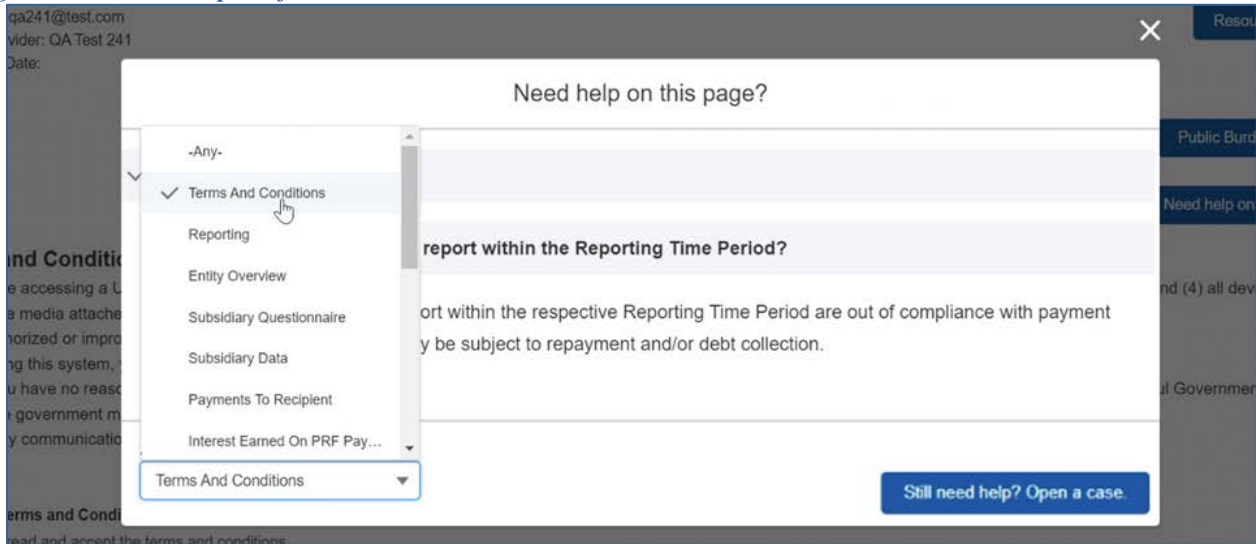 qa241@test.com
vider: QA Test 241
Date:
Resou
Need help on this page?
Public Burd
Need help on
-Any-
Terms And Conditions
Reporting
Entity Overview
Subsidiary Questionnaire
Subsidiary Data
Payments To Recipient
Interest Earned On PRF Pay...
report within the Reporting Time Period?
ort within the respective Reporting Time Period are out of compliance with payment
y be subject to repayment and/or debt collection.
Terms And Conditions
Still need help? Open a case.
and Conditio
e accessing a U
nd (4) all dev
e media attache
horized or impro
ng this system,
u have no reaso
ul Governmen
government m
y communicatio
erms and Condi
read and accept the terms and conditions